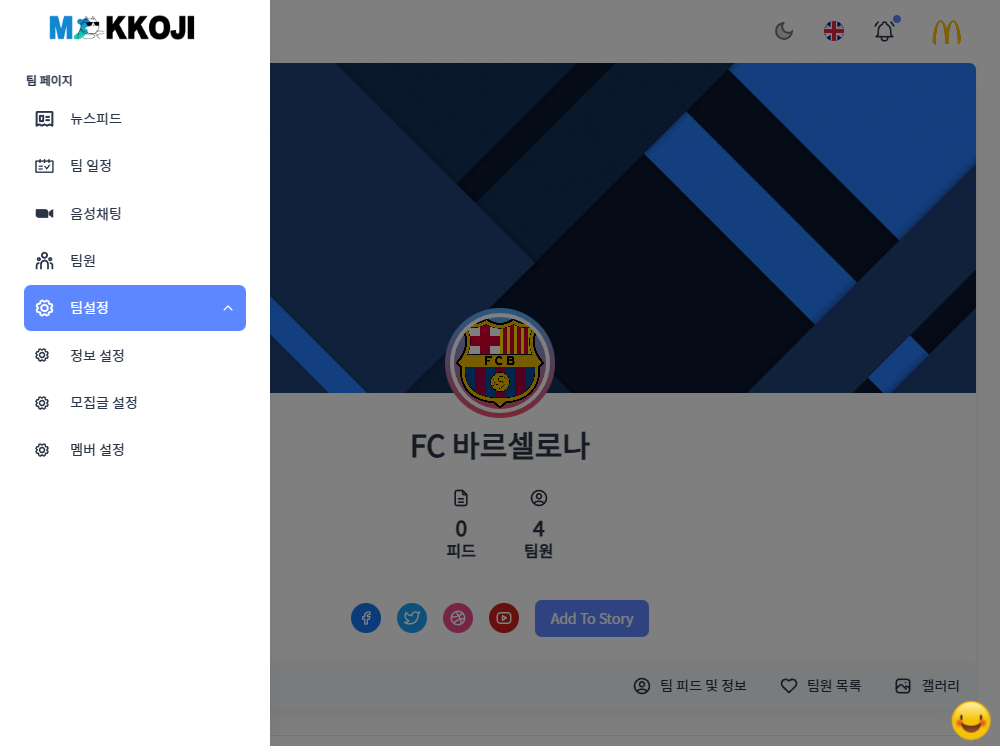 MOKKOJI
팀 페이지
뉴스피드
팀 일정
음성채팅
팀원
팀설정
정보 설정
모집글 설정
멤버 설정
FCB
FC 바르셀로나
0
4
피드
팀원
Add To Story
팀 피드 및 정보
팀원 목록
갤러리